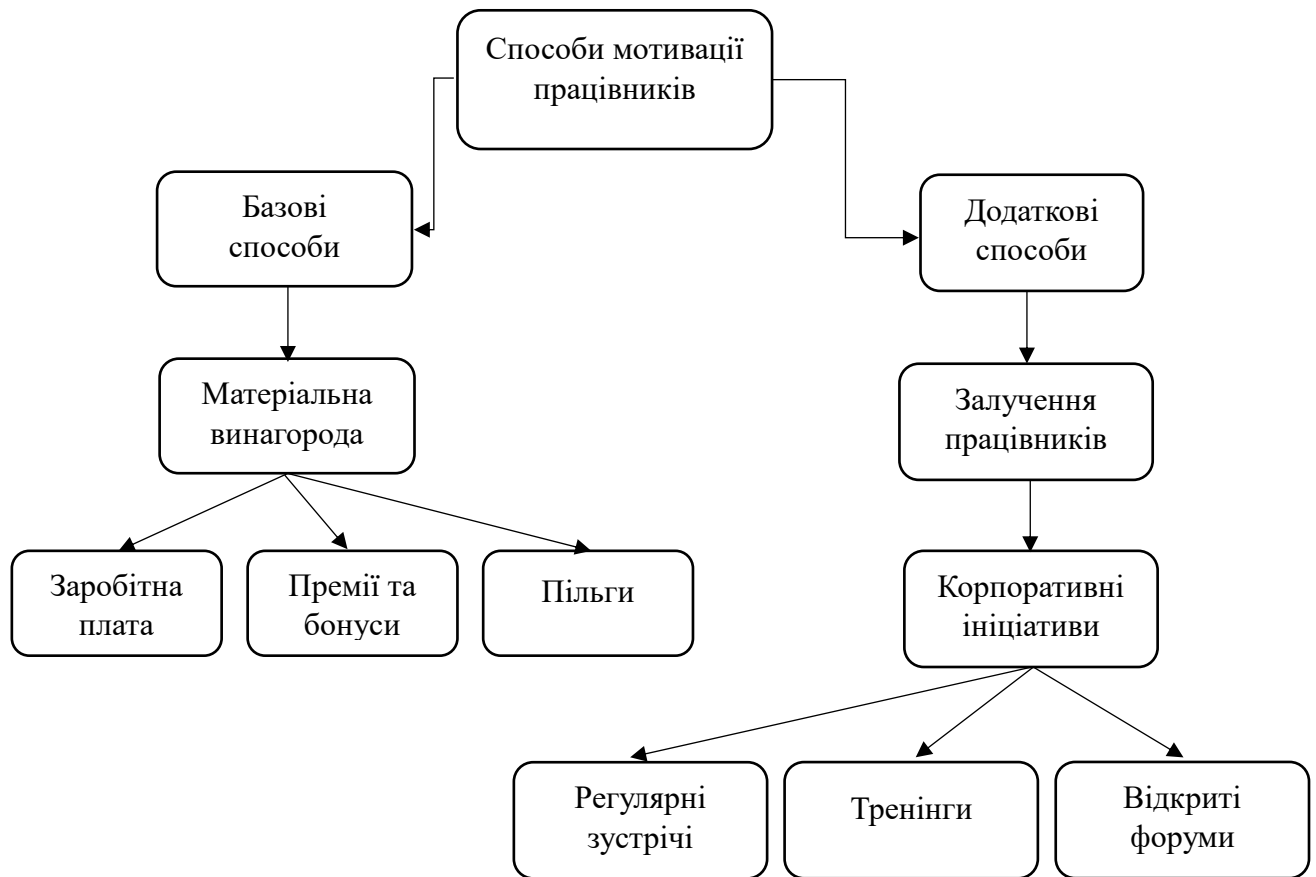 Способи мотивації
працівників
Базові
способи
Додаткові
способи
Матеріальна
винагорода
Залучення
працівників
Заробітна
плата
Премії та
бонуси
Пільги
Корпоративні
ініціативи
Регулярні
зустрічі
Тренінги
Відкриті
форуми